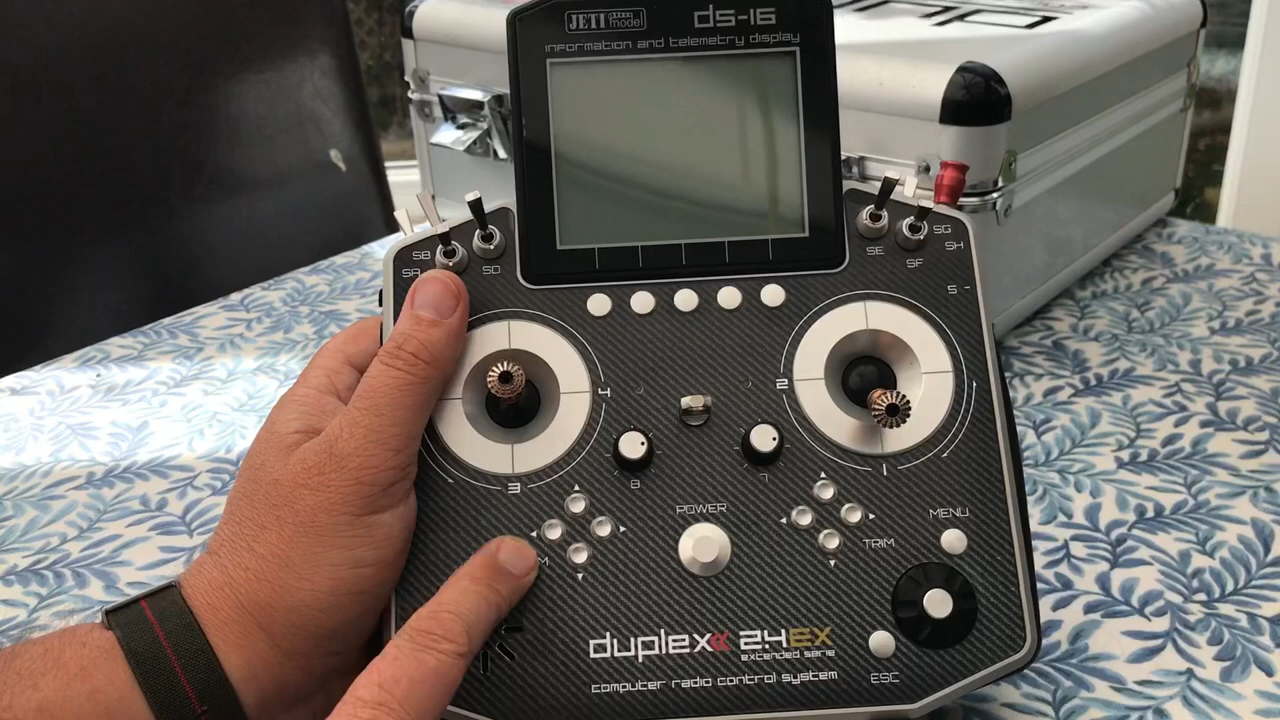 JETI model
ds-16
information and telemetry display
SB
SA
SD
SE
SG
SH
SF
5 -
4
2
3
1
8
7
POWER
TRIM
MENU
M
duplex 2.4EX
extended serie
computer radio control system
ESC